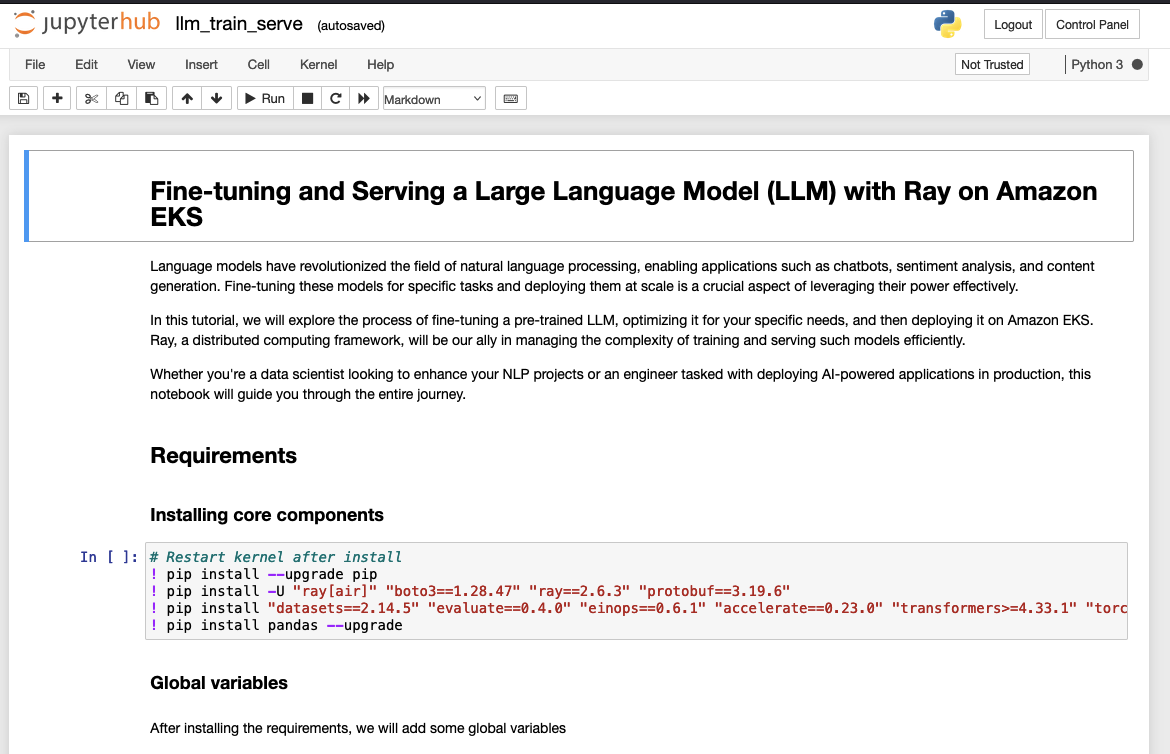 jupyterhub llm_train_serve (autosaved) Logout Control Panel
File Edit View Insert Cell Kernel Help Not Trusted Python 3
Run Markdown
Fine-tuning and Serving a Large Language Model (LLM) with Ray on Amazon
EKS
Language models have revolutionized the field of natural language processing, enabling applications such as chatbots, sentiment analysis, and content
generation. Fine-tuning these models for specific tasks and deploying them at scale is a crucial aspect of leveraging their power effectively.
In this tutorial, we will explore the process of fine-tuning a pre-trained LLM, optimizing it for your specific needs, and then deploying it on Amazon EKS.
Ray, a distributed computing framework, will be our ally in managing the complexity of training and serving such models efficiently.
Whether you're a data scientist looking to enhance your NLP projects or an engineer tasked with deploying AI-powered applications in production, this
notebook will guide you through the entire journey.
Requirements
Installing core components
In [ ]: # Restart kernel after install
! pip install --upgrade pip
! pip install -U "ray[air]" "boto3==1.28.47" "ray==2.6.3" "protobuf==3.19.6"
! pip install "datasets==2.14.5" "evaluate==0.4.0" "einops==0.6.1" "accelerate==0.23.0" "transformers>=4.33.1" "torc
! pip install pandas --upgrade
Global variables
After installing the requirements, we will add some global variables